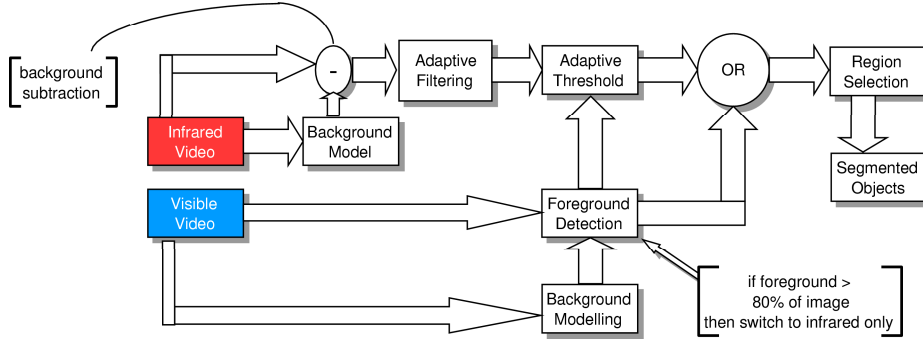 background
subtraction
-
Adaptive
Filtering
Adaptive
Threshold
OR
Region
Selection
Infrared
Video
Background
Model
Segmented
Objects
Visible
Video
Foreground
Detection
Background
Modelling
if foreground >
80% of image
then switch to infrared only